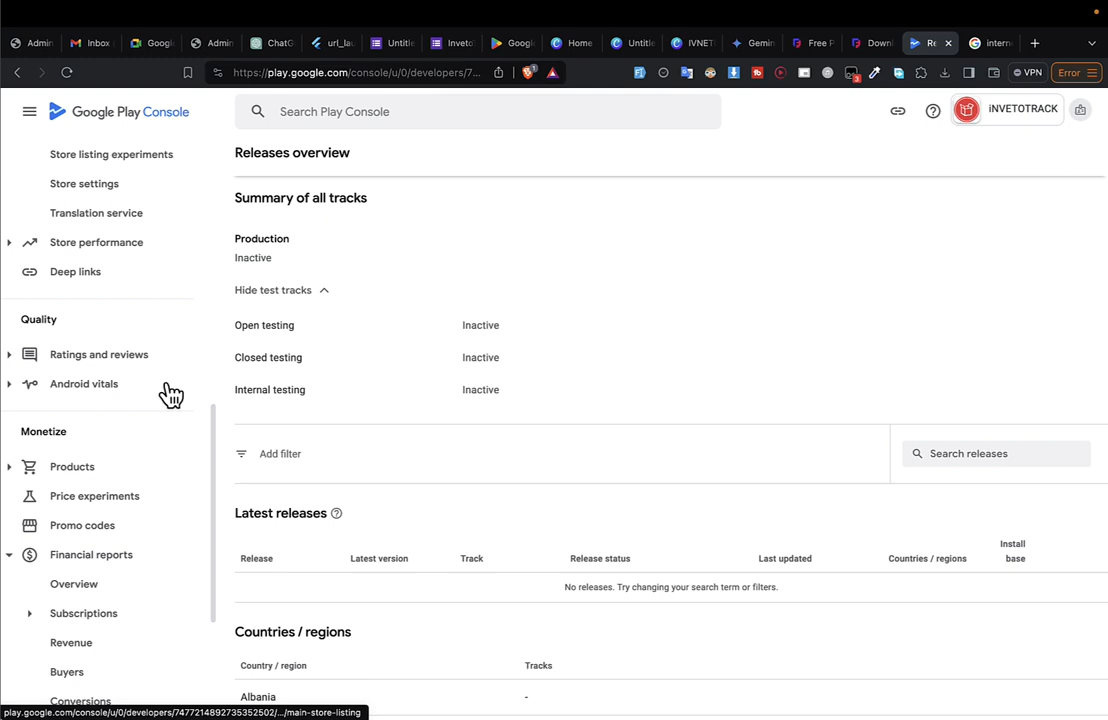 Admin
Inbox
Googl
Admin
ChatG
url_lau
Untitle
Inveto
Googl
Home
Untitle
IVNET
Gemin
Free P
Downl
Re
intern
https://play.google.com/console/u/0/developers/7...
1
3
VPN
Error
Google Play Console
Search Play Console
iNVETOTRACK
Store listing experiments
Store settings
Translation service
Store performance
Deep links
Quality
Ratings and reviews
Android vitals
Monetize
Products
Price experiments
Promo codes
Financial reports
Overview
Subscriptions
Revenue
Buyers
Conversions
play.google.com/console/u/0/developers/7477214892735352502/.../main-store-listing
Releases overview
Summary of all tracks
Production
Inactive
Hide test tracks
Open testing Inactive
Closed testing Inactive
Internal testing Inactive
Add filter
Search releases
Latest releases
Release Latest version Track Release status Last updated Countries / regions Install base
No releases. Try changing your search term or filters.
Countries / regions
Country / region Tracks
Albania -